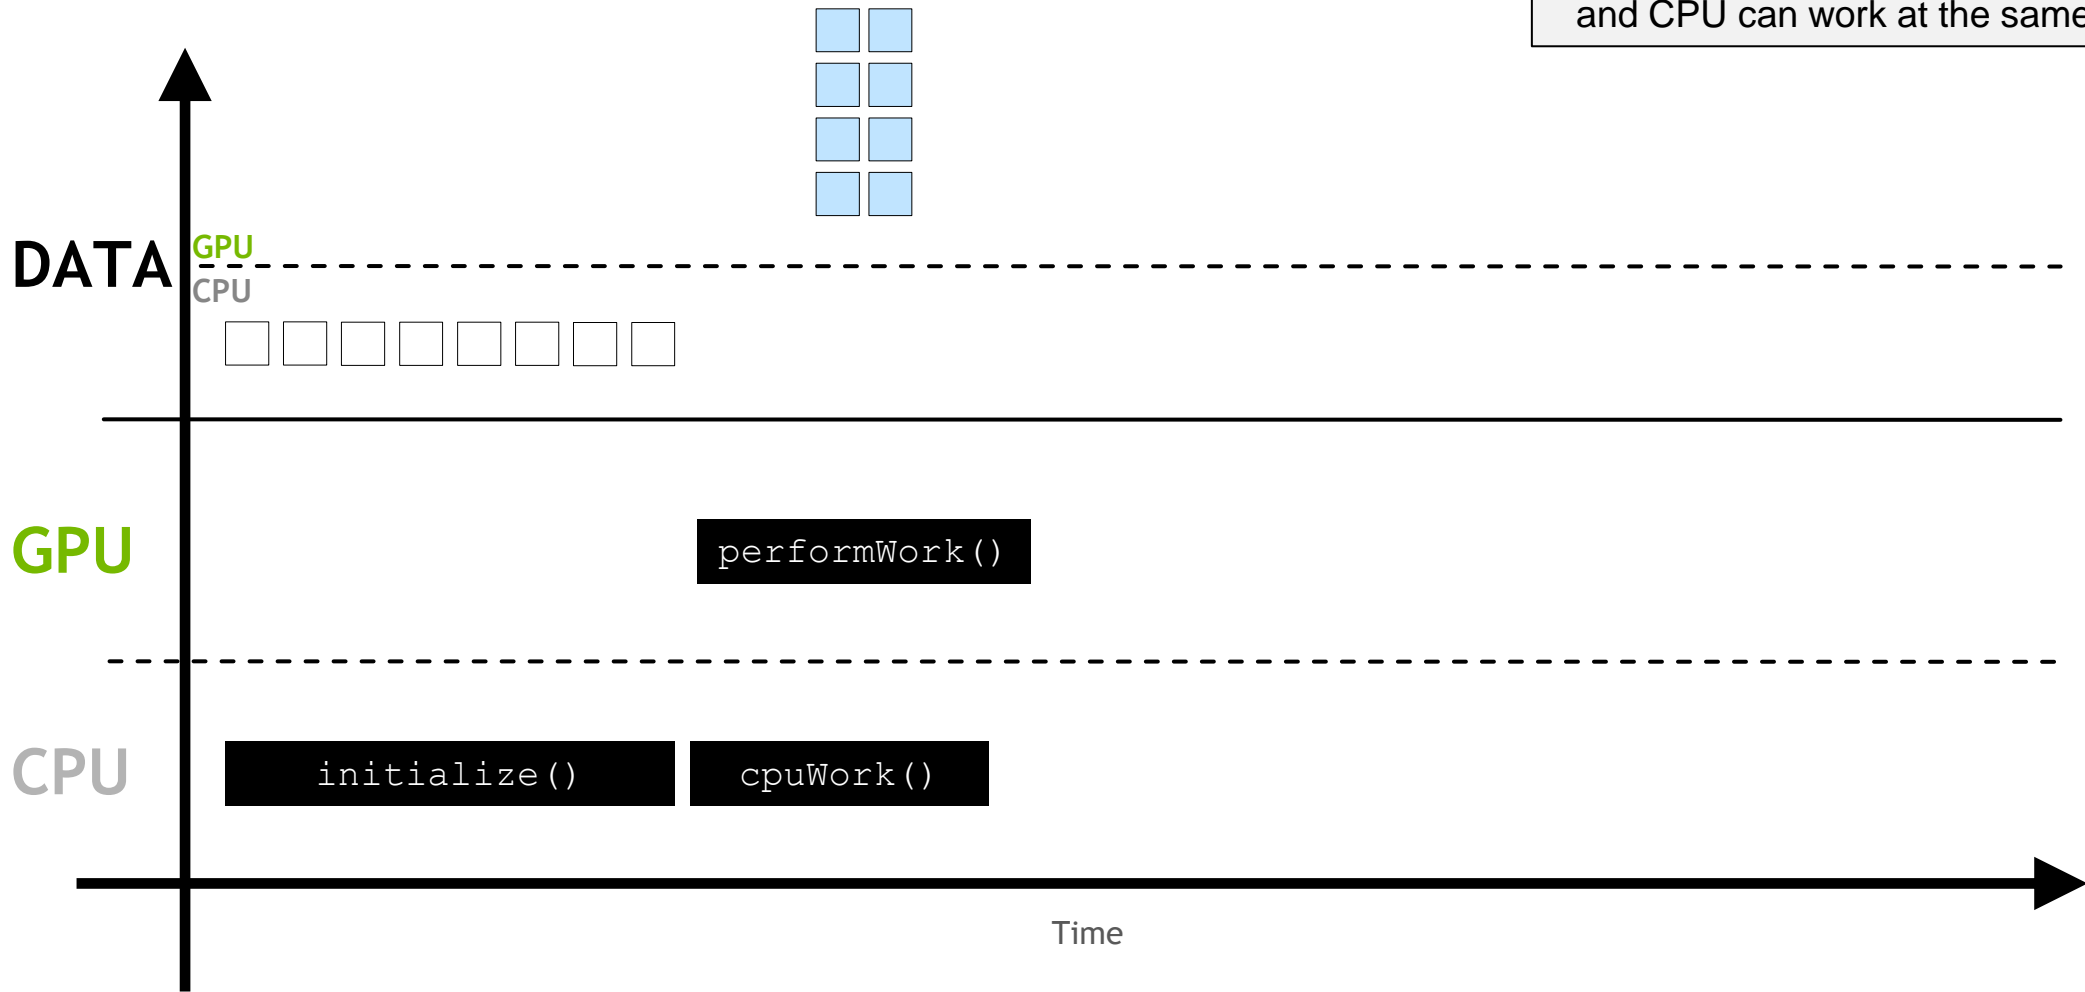 and CPU can work at the same
DATA
GPU
CPU
GPU
performWork()
CPU
initialize()
cpuWork()
Time